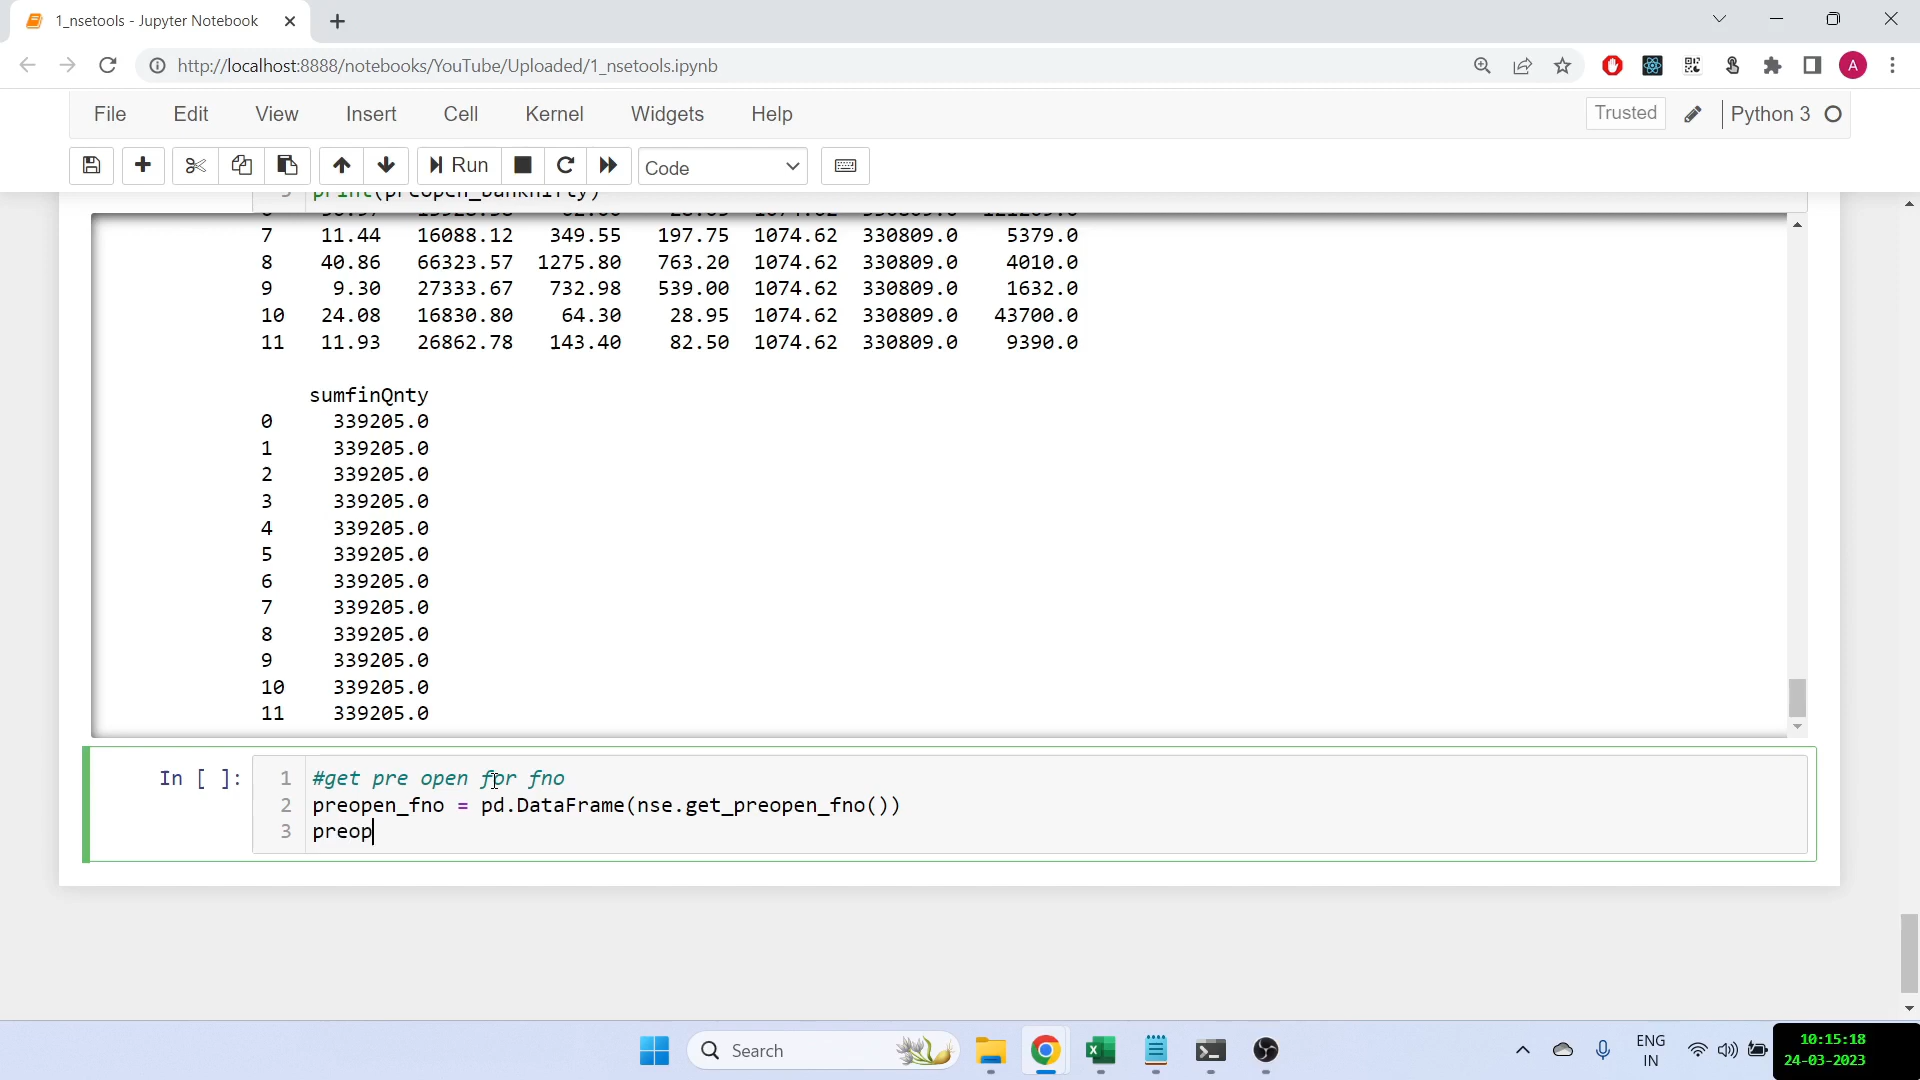 1_nsetools - Jupyter Notebook
http://localhost:8888/notebooks/YouTube/Uploaded/1_nsetools.ipynb
A
File Edit View Insert Cell Kernel Widgets Help
Trusted
Python 3
Run
Code
print(preopen_banknifty)
7 11.44 16088.12 349.55 197.75 1074.62 330809.0 5379.0
8 40.86 66323.57 1275.80 763.20 1074.62 330809.0 4010.0
9 9.30 27333.67 732.98 539.00 1074.62 330809.0 1632.0
10 24.08 16830.80 64.30 28.95 1074.62 330809.0 43700.0
11 11.93 26862.78 143.40 82.50 1074.62 330809.0 9390.0
sumfinQnty
0 339205.0
1 339205.0
2 339205.0
3 339205.0
4 339205.0
5 339205.0
6 339205.0
7 339205.0
8 339205.0
9 339205.0
10 339205.0
11 339205.0
In [ ]:
1 #get pre open for fno
2 preopen_fno = pd.DataFrame(nse.get_preopen_fno())
3 preop
Search
ENG
IN
10:15:18
24-03-2023